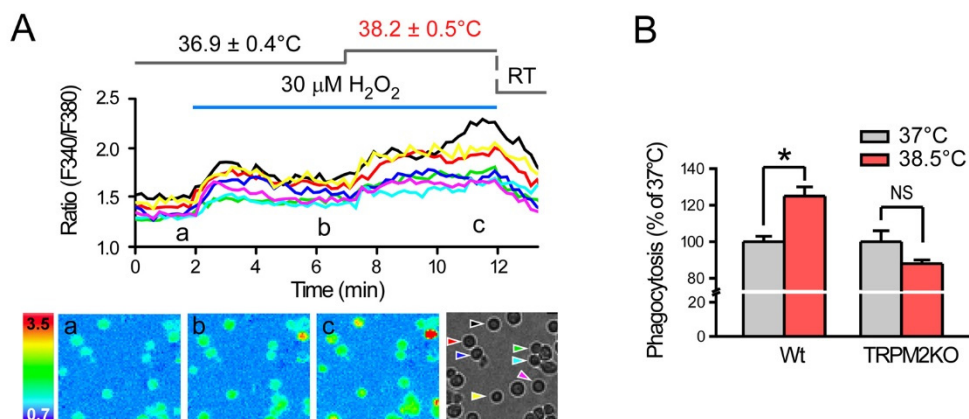 A
36.9 ± 0.4°C
38.2 ± 0.5°C
RT
30 μM H₂O₂
Ratio (F340/F380)
2.5
2.0
1.5
1.0
a
b
c
0
2
4
6
8
10
12
Time (min)
3.5
0.7
a
b
c
B
37°C
38.5°C
Phagocytosis (% of 37°C)
140
120
100
80
20
0
*
NS
Wt
TRPM2KO